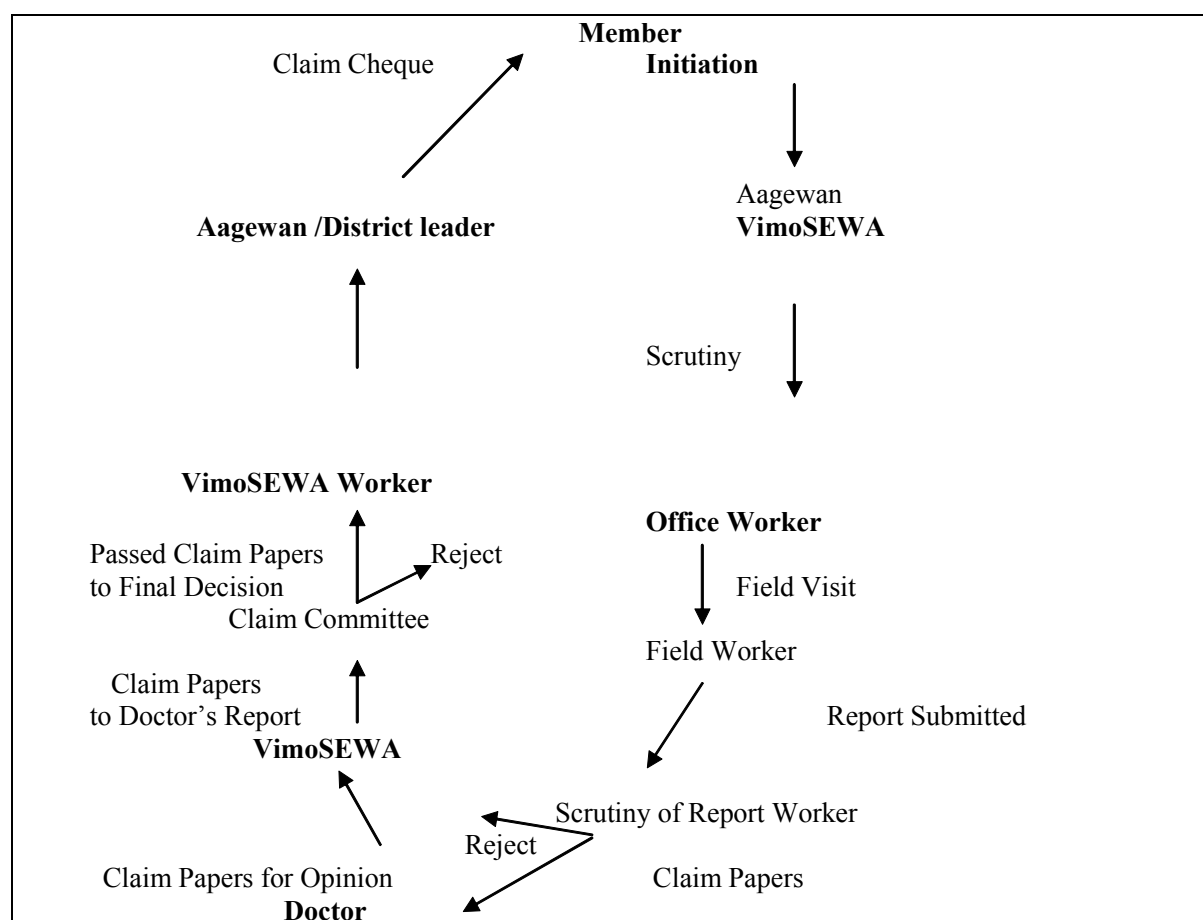 Member
Claim Cheque
Initiation
Aagewan
Aagewan /District leader
VimoSEWA
Scrutiny
VimoSEWA Worker
Office Worker
Passed Claim Papers
Reject
to Final Decision
Field Visit
Claim Committee
Field Worker
Claim Papers
to Doctor’s Report
Report Submitted
VimoSEWA
Scrutiny of Report Worker
Reject
Claim Papers for Opinion
Claim Papers
Doctor